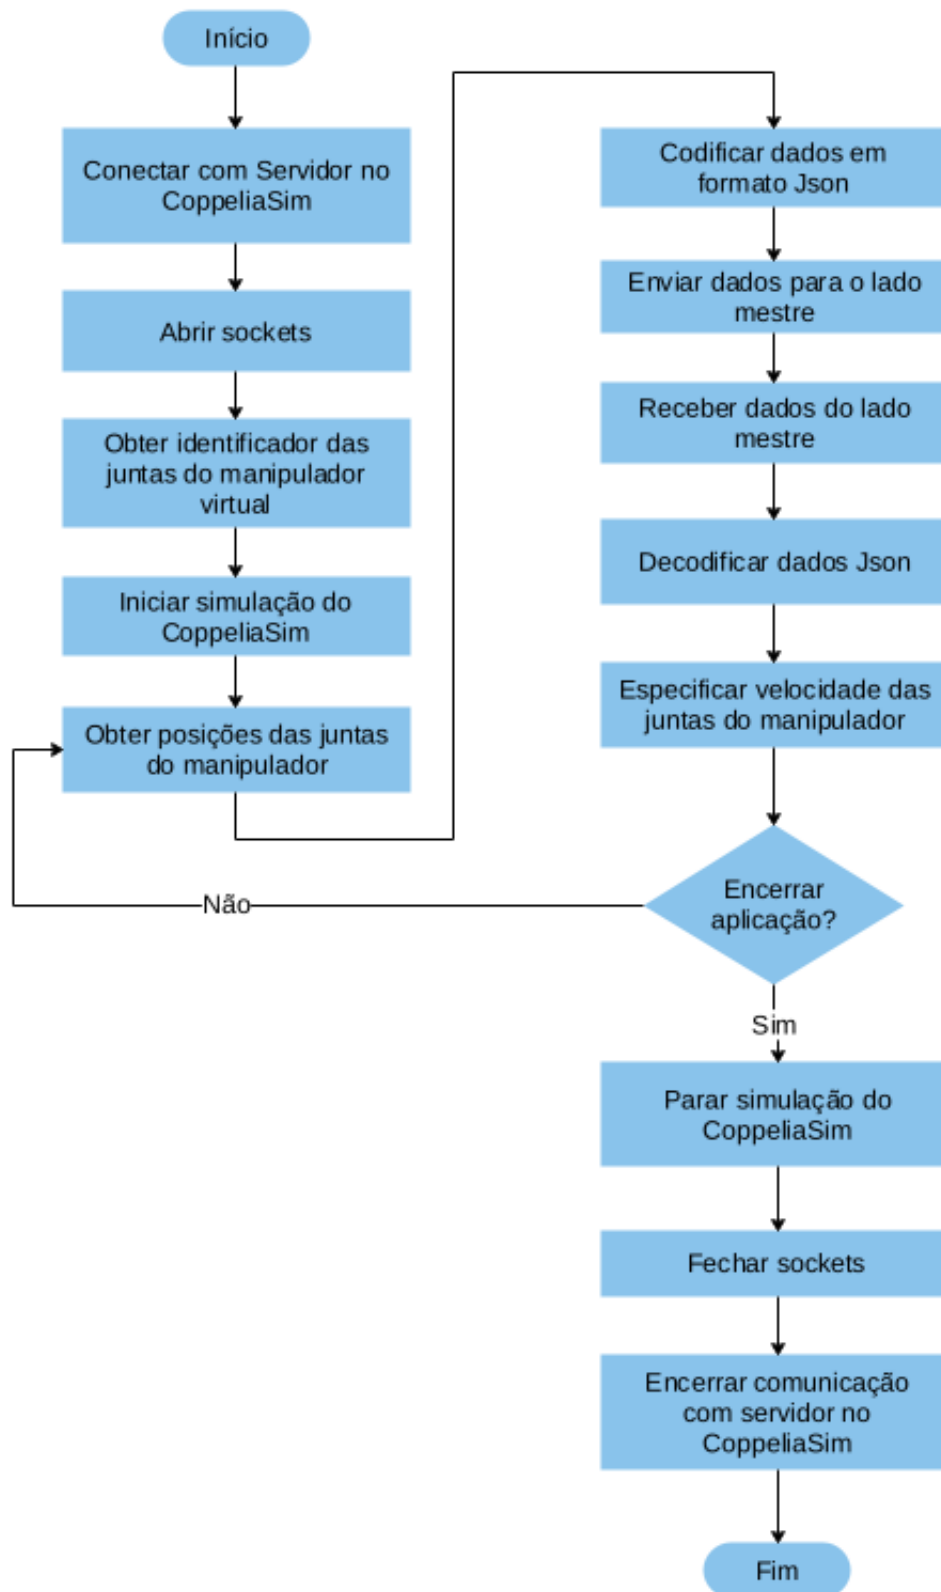 Início
Conectar com Servidor no
CoppeliaSim
Abrir sockets
Obter identificador das
juntas do manipulador
virtual
Iniciar simulação do
CoppeliaSim
Obter posições das juntas
do manipulador
Codificar dados em
formato Json
Enviar dados para o lado
mestre
Receber dados do lado
mestre
Decodificar dados Json
Especificar velocidade das
juntas do manipulador
Encerrar
aplicação?
Não
Sim
Parar simulação do
CoppeliaSim
Fechar sockets
Encerrar comunicação
com servidor no
CoppeliaSim
Fim